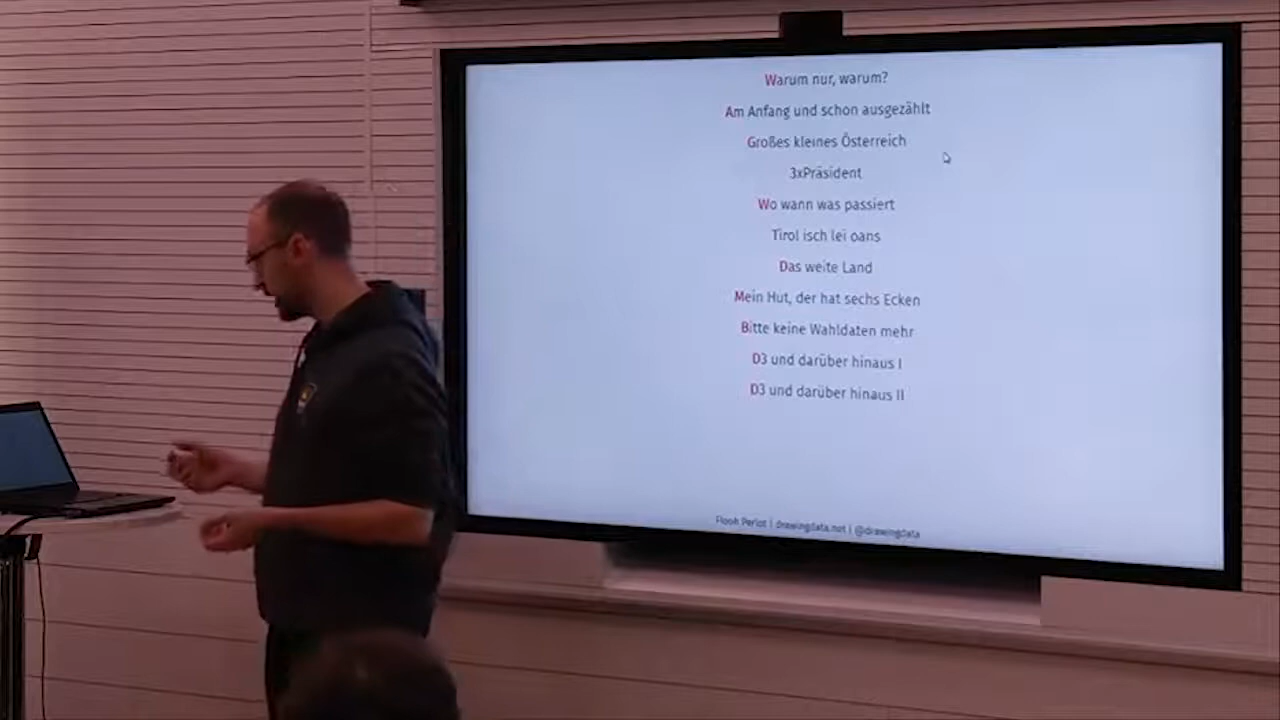 Warum nur, warum?
Am Anfang und schon ausgezählt
Großes kleines Österreich
3xPräsident
Wo wann was passiert
Tirol isch lei oans
Das weite Land
Mein Hut, der hat sechs Ecken
Bitte keine Wahldaten mehr
D3 und darüber hinaus I
D3 und darüber hinaus II
Flooh Perlot | drawingdata.net | @drawingdata